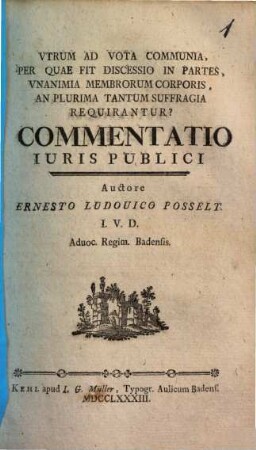 1
VTRUM AD VOTA COMMUNIA,
PER QUAE FIT DISCESSIO IN PARTES,
VNANIMIA MEMBRORUM CORPORIS,
AN PLURIMA TANTUM SUFFRAGIA
REQUIRANTUR?
COMMENTATIO
IURIS PUBLICI
Auctore
ERNESTO LUDOUICO POSSELT.
I. V. D.
Aduoc. Regim. Badensis.
KEHL apud L. G. Müller, Typogr. Aulicum Badens.
MDCCLXXXIII.